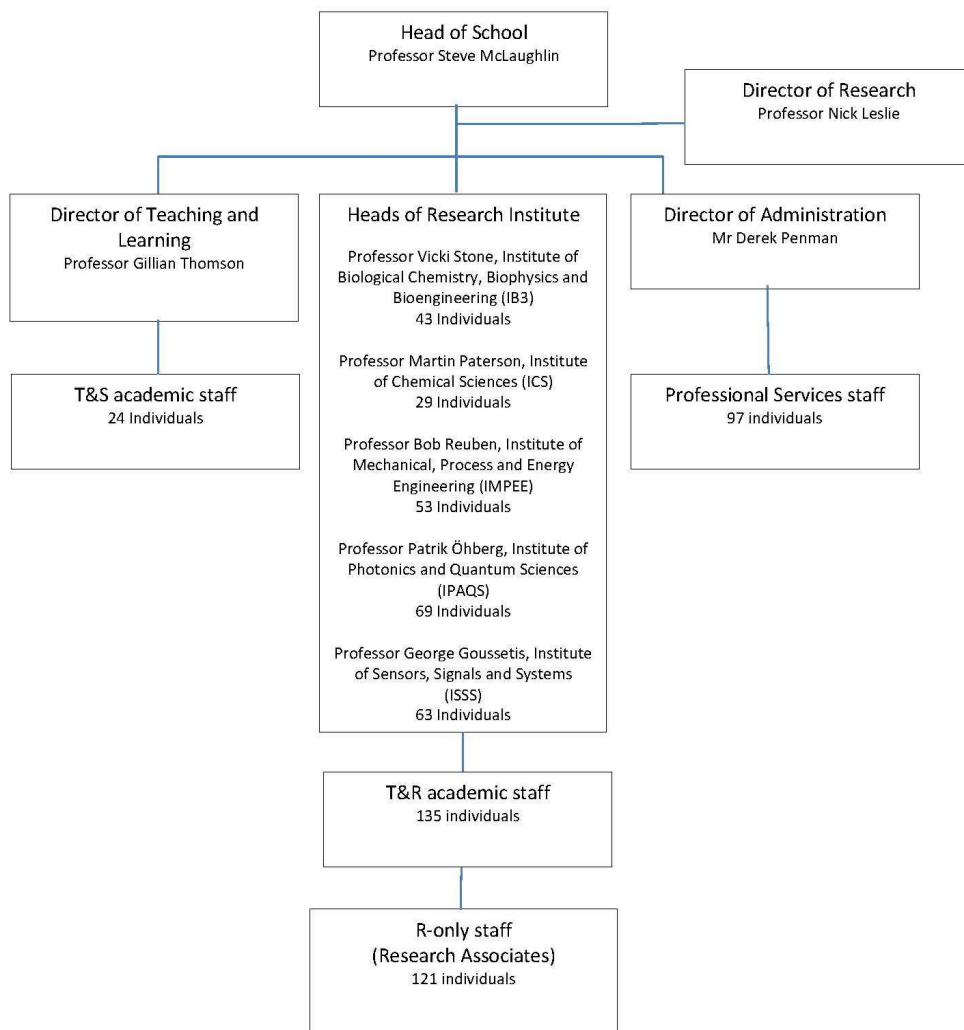 Head of School
Professor Steve McLaughlin
Director of Research
Professor Nick Leslie
Director of Teaching and
Learning
Professor Gillian Thomson
Heads of Research Institute
Professor Vicki Stone, Institute of
Biological Chemistry, Biophysics and
Bioengineering (IB3)
43 Individuals
Professor Martin Paterson, Institute
of Chemical Sciences (ICS)
29 Individuals
Professor Bob Reuben, Institute of
Mechanical, Process and Energy
Engineering (IMPEE)
53 Individuals
Professor Patrik Öhberg, Institute of
Photonics and Quantum Sciences
(IPAQS)
69 Individuals
Professor George Goussetis, Institute
of Sensors, Signals and Systems
(ISSS)
63 Individuals
Director of Administration
Mr Derek Penman
T&S academic staff
24 Individuals
Professional Services staff
97 individuals
T&R academic staff
135 individuals
R-only staff
(Research Associates)
121 individuals